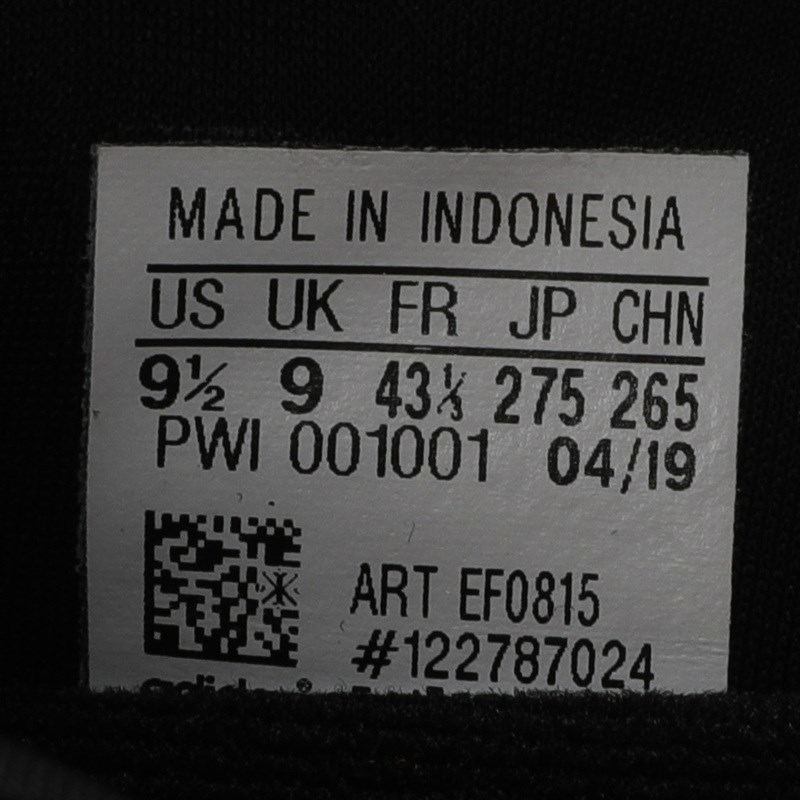 MADE IN INDONESIA
US UK FR JP CHN
9½ 9 43⅓ 275 265
PWI 001001 04/19
ART EF0815
#122787024
adidas®